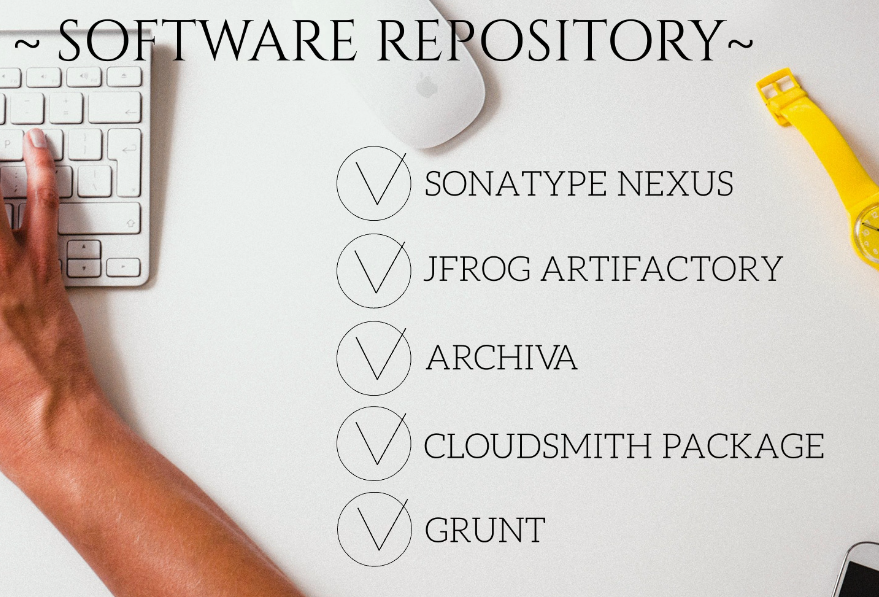 ~ SOFTWARE REPOSITORY~
SONATYPE NEXUS
JFROG ARTIFACTORY
ARCHIVA
CLOUDSMITH PACKAGE
GRUNT